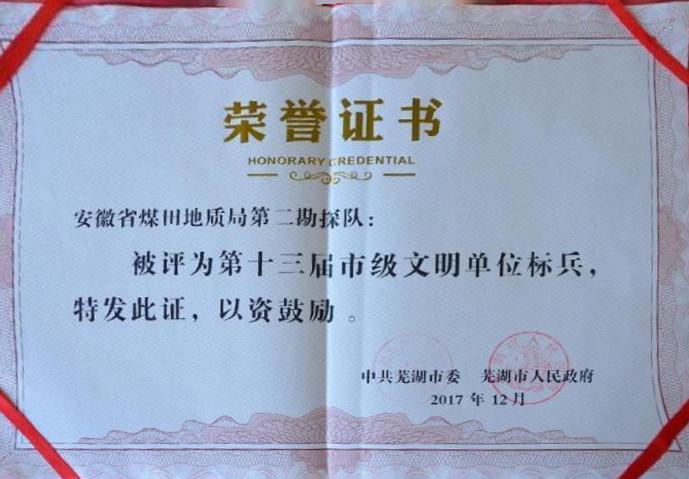 荣誉证书
HONORARY CREDENTIAL
安徽省煤田地质局第二勘探队：
被评为第十三届市级文明单位标兵，
特发此证，以资鼓励。
中共芜湖市委 芜湖市人民政府
2017 年 12 月